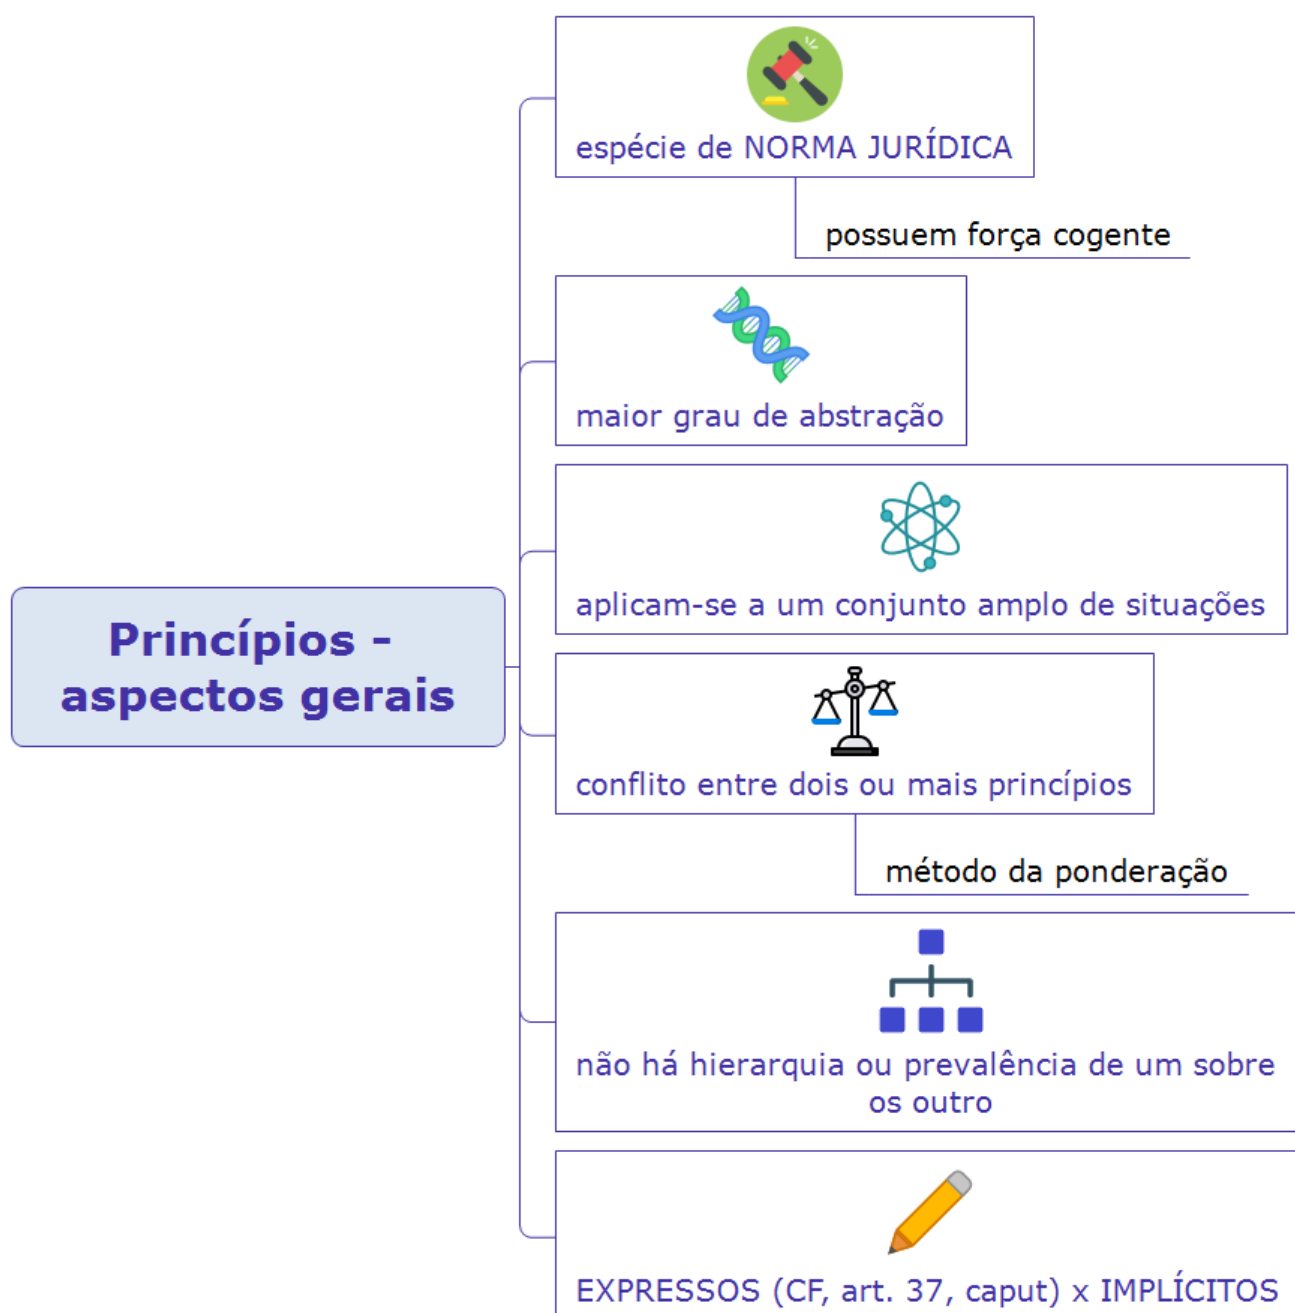 Princípios -
aspectos gerais
espécie de NORMA JURÍDICA
possuem força cogente
maior grau de abstração
aplicam-se a um conjunto amplo de situações
conflito entre dois ou mais princípios
método da ponderação
não há hierarquia ou prevalência de um sobre
os outro
EXPRESSOS (CF, art. 37, caput) x IMPLÍCITOS